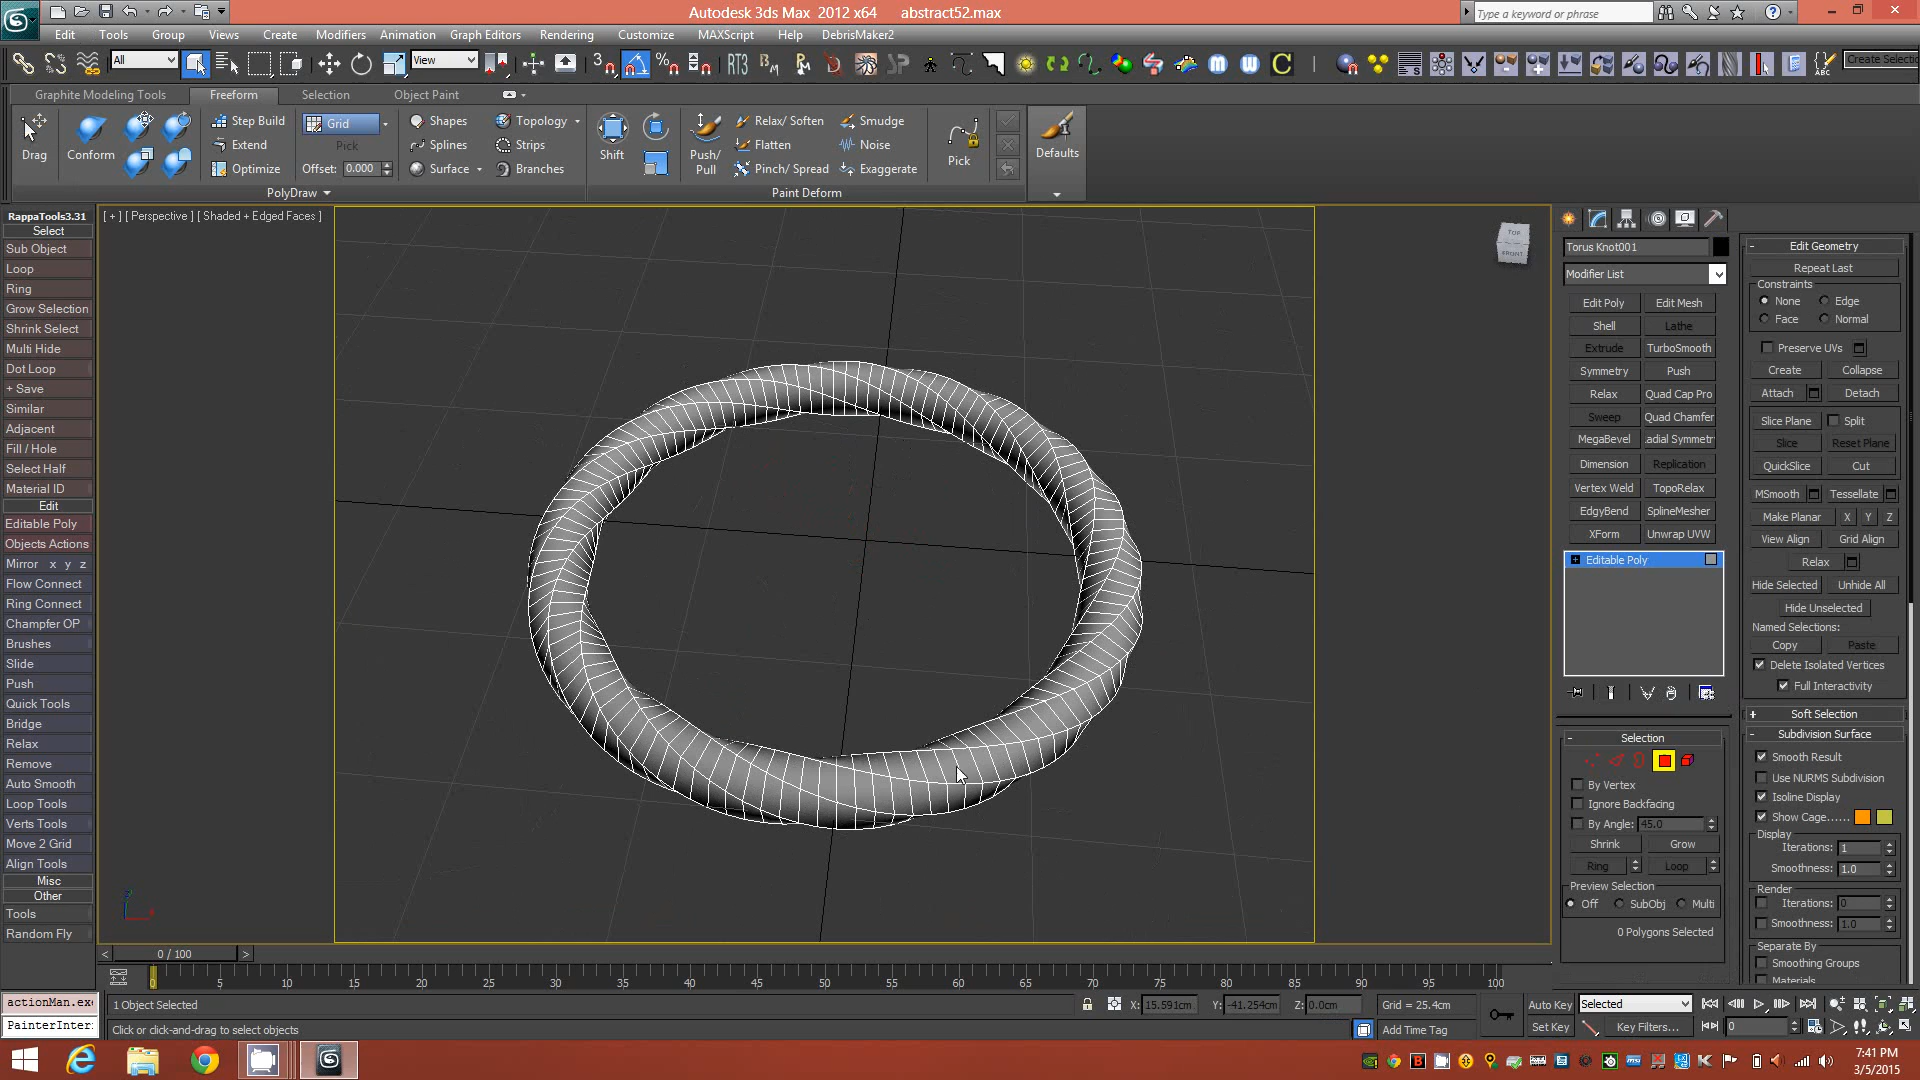 Autodesk 3ds Max 2012 x64 abstract52.max
Type a keyword or phrase
Edit Tools Group Views Create Modifiers Animation Graph Editors Rendering Customize MAXScript Help DebrisMaker2
All View RT3 ABC Create Selectio
Graphite Modeling Tools Freeform Selection Object Paint
Drag Conform Step Build Extend Optimize Grid Pick Offset: 0.000
Shapes Splines Surface Topology Strips Branches
Shift Push/ Pull Relax/ Soften Flatten Pinch/ Spread Smudge Noise Exaggerate Pick Defaults
PolyDraw Paint Deform
[ + ] [ Perspective ] [ Shaded + Edged Faces ]
TOP
FRONT
RappaTools3.31
Select
Sub Object
Loop
Ring
Grow Selection
Shrink Select
Multi Hide
Dot Loop
+ Save
Similar
Adjacent
Fill / Hole
Select Half
Material ID
Edit
Editable Poly
Objects Actions
Mirror x y z
Flow Connect
Ring Connect
Champfer OP
Brushes
Slide
Push
Quick Tools
Bridge
Relax
Remove
Auto Smooth
Loop Tools
Verts Tools
Move 2 Grid
Align Tools
Misc
Other
Tools
Random Fly
Torus Knot001
Modifier List
Edit Poly Edit Mesh
Shell Lathe
Extrude TurboSmooth
Symmetry Push
Relax Quad Cap Pro
Sweep Quad Chamfer
MegaBevel adial Symmetr
Dimension Replication
Vertex Weld TopoRelax
EdgyBend SplineMesher
XForm Unwrap UVW
Editable Poly
Selection
By Vertex
Ignore Backfacing
By Angle: 45.0
Shrink Grow
Ring Loop
Preview Selection
Off SubObj Multi
0 Polygons Selected
Edit Geometry
Repeat Last
Constraints
None Edge
Face Normal
Preserve UVs
Create Collapse
Attach Detach
Slice Plane Split
Slice Reset Plane
QuickSlice Cut
MSmooth Tessellate
Make Planar X Y Z
View Align Grid Align
Relax
Hide Selected Unhide All
Hide Unselected
Named Selections:
Copy Paste
Delete Isolated Vertices
Full Interactivity
Soft Selection
Subdivision Surface
Smooth Result
Use NURMS Subdivision
Isoline Display
Show Cage......
Display
Iterations: 1
Smoothness: 1.0
Render
Iterations: 0
Smoothness: 1.0
Separate By
Smoothing Groups
Materials
< 0 / 100 >
0 5 10 15 20 25 30 35 40 45 50 55 60 65 70 75 80 85 90 95 100
actionMan.exe
PainterInter:
1 Object Selected
Click or click-and-drag to select objects
X: 15.591cm Y: -41.254cm Z: 0.0cm Grid = 25.4cm
Add Time Tag
Auto Key Selected
Set Key Key Filters... 0
7:41 PM
3/5/2015